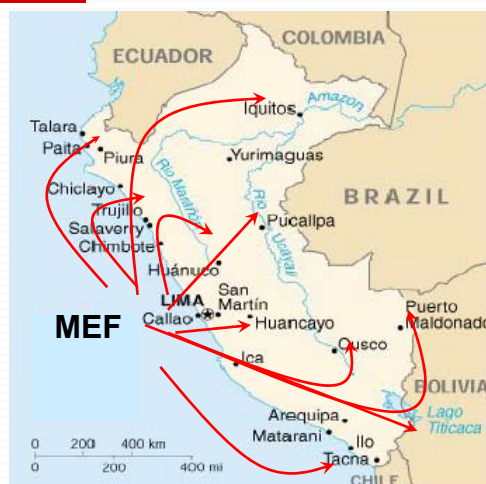 COLOMBIA
ECUADOR
Iquitos
Amazon
Talara
Paita
Piura
Yurimaguas
Chiclayo
Rio Marañón
BRAZIL
Trujillo
Salaverry
Chimbote
Rio Ucayali
Pucallpa
Huánuco
LIMA
San
Martín
Callao
Huancayo
Puerto
Maldonado
MEF
Cusco
Ica
BOLIVIA
Lago
Titicaca
Arequipa
Matarani
Ilo
Tacna
CHILE
0 200 400 km
0 200 400 mi